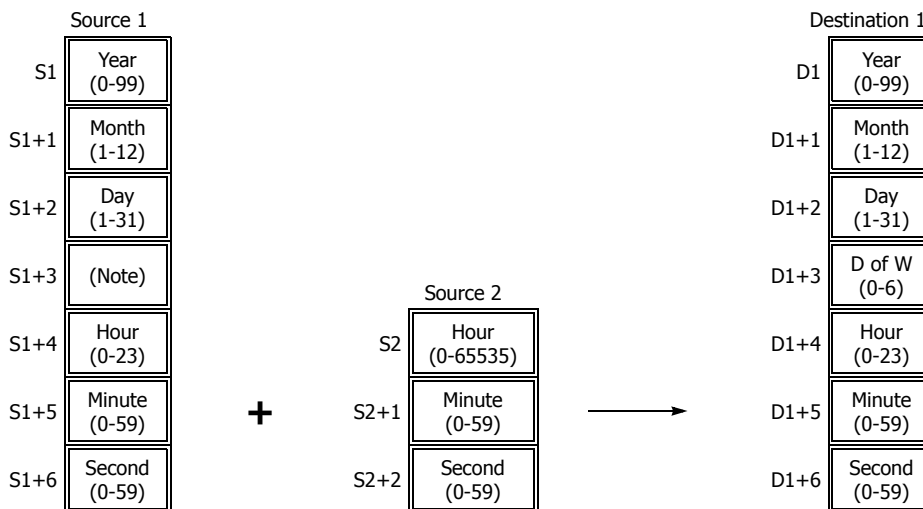 Source 1
S1
Year
(0-99)
S1+1
Month
(1-12)
S1+2
Day
(1-31)
S1+3
(Note)
S1+4
Hour
(0-23)
S1+5
Minute
(0-59)
S1+6
Second
(0-59)
+
Source 2
S2
Hour
(0-65535)
S2+1
Minute
(0-59)
S2+2
Second
(0-59)
Destination 1
D1
Year
(0-99)
D1+1
Month
(1-12)
D1+2
Day
(1-31)
D1+3
D of W
(0-6)
D1+4
Hour
(0-23)
D1+5
Minute
(0-59)
D1+6
Second
(0-59)